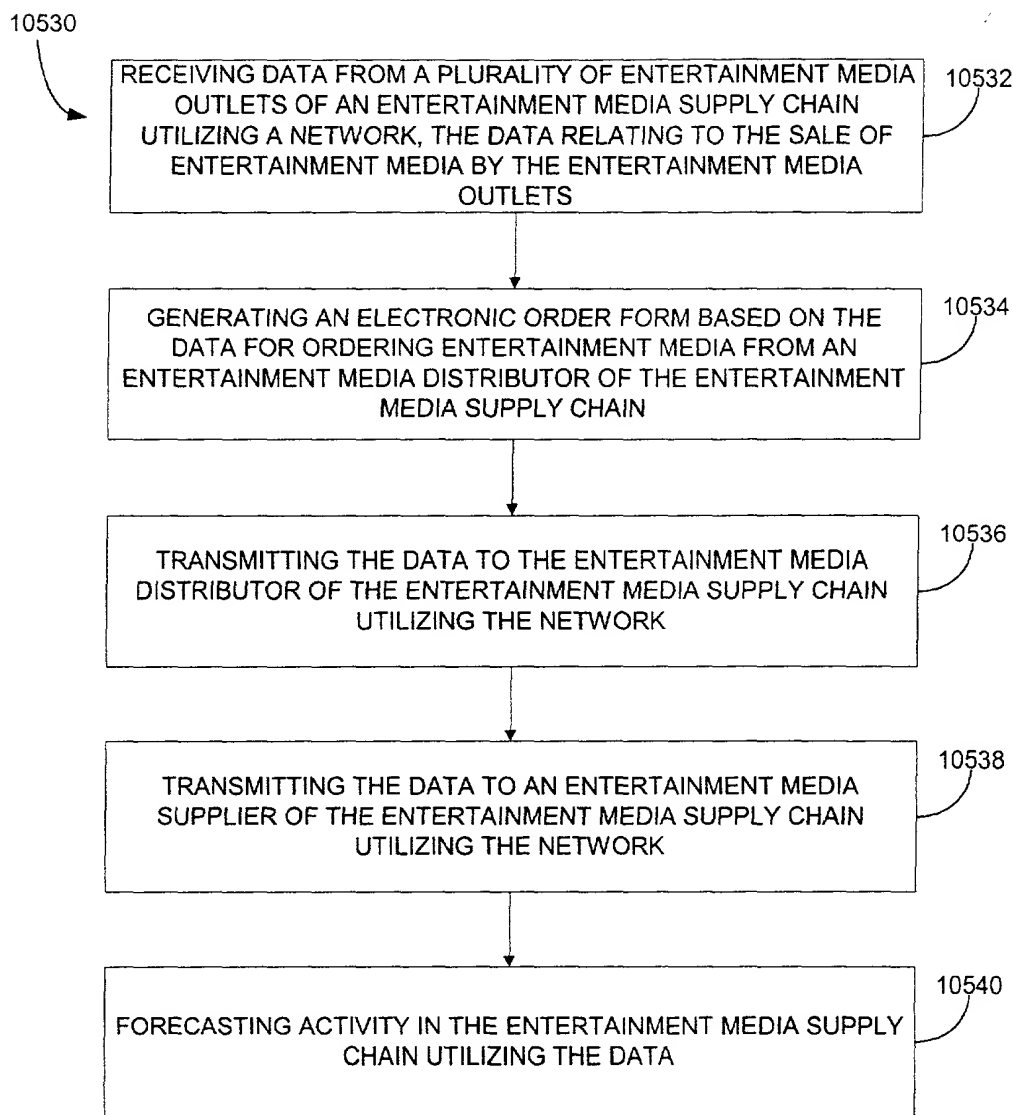 10530
RECEIVING DATA FROM A PLURALITY OF ENTERTAINMENT MEDIA
OUTLETS OF AN ENTERTAINMENT MEDIA SUPPLY CHAIN
UTILIZING A NETWORK, THE DATA RELATING TO THE SALE OF
ENTERTAINMENT MEDIA BY THE ENTERTAINMENT MEDIA
OUTLETS
10532
GENERATING AN ELECTRONIC ORDER FORM BASED ON THE
DATA FOR ORDERING ENTERTAINMENT MEDIA FROM AN
ENTERTAINMENT MEDIA DISTRIBUTOR OF THE ENTERTAINMENT
MEDIA SUPPLY CHAIN
10534
TRANSMITTING THE DATA TO THE ENTERTAINMENT MEDIA
DISTRIBUTOR OF THE ENTERTAINMENT MEDIA SUPPLY CHAIN
UTILIZING THE NETWORK
10536
TRANSMITTING THE DATA TO AN ENTERTAINMENT MEDIA
SUPPLIER OF THE ENTERTAINMENT MEDIA SUPPLY CHAIN
UTILIZING THE NETWORK
10538
FORECASTING ACTIVITY IN THE ENTERTAINMENT MEDIA SUPPLY
CHAIN UTILIZING THE DATA
10540